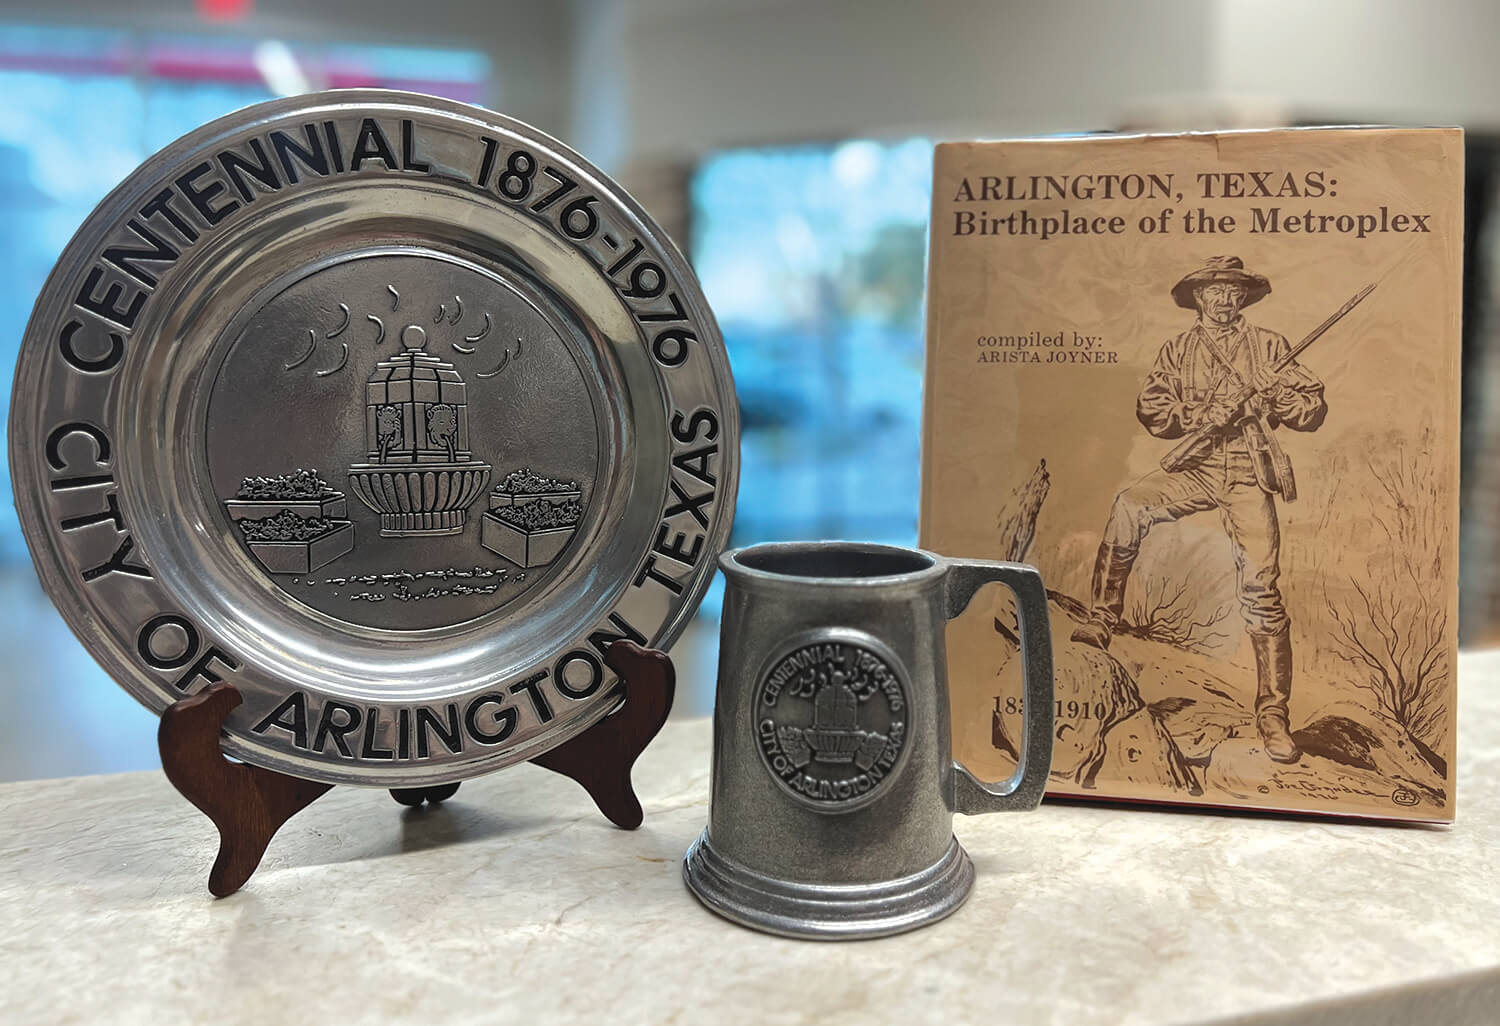 CENTENNIAL 1876-1976
CITY OF ARLINGTON TEXAS
CENTENNIAL 1876-1976
CITY OF ARLINGTON TEXAS
ARLINGTON, TEXAS:
Birthplace of the Metroplex
compiled by:
ARISTA JOYNER
1910
©
1976